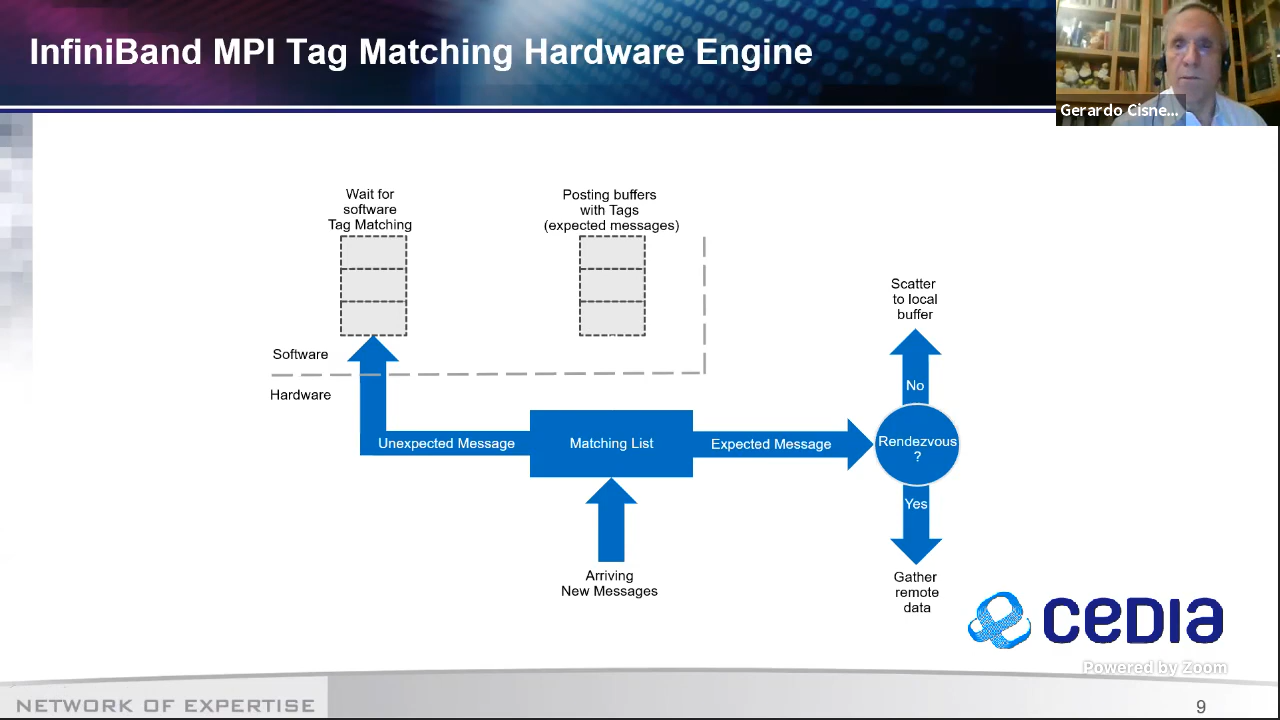 InfiniBand MPI Tag Matching Hardware Engine
Gerardo Cisne...
Wait for
software
Tag Matching
Posting buffers
with Tags
(expected messages)
Scatter
to local
buffer
Software
Hardware
No
Unexpected Message
Matching List
Expected Message
Rendezvous
?
Yes
Arriving
New Messages
Gather
remote
data
CEDIA
Powered by Zoom
NETWORK OF EXPERTISE
9